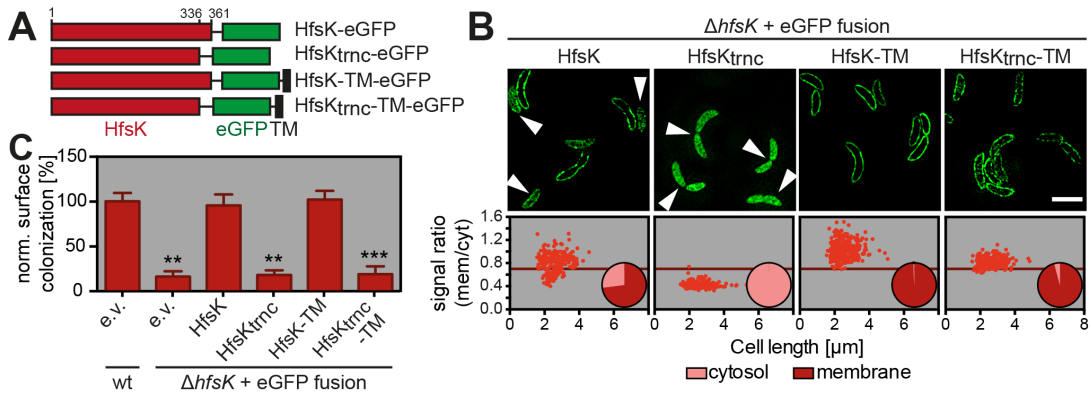 A
1 336 361
HfsK-eGFP
HfsKtrnc-eGFP
HfsK-TM-eGFP
HfsKtrnc-TM-eGFP
HfsK eGFP TM
B
ΔhfsK + eGFP fusion
HfsK HfsKtrnc HfsK-TM HfsKtrnc-TM
signal ratio
(mem/cyt)
1.6
1.2
0.8
0.4
0.0
0 2 4 6 0 2 4 6 0 2 4 6 0 2 4 6 8
Cell length [µm]
cytosol membrane
C
norm. surface
colonization [%]
150
100
50
0
** ** ***
e.v. e.v. HfsK HfsKtrnc HfsK-TM HfsKtrnc
-TM
wt ΔhfsK + eGFP fusion